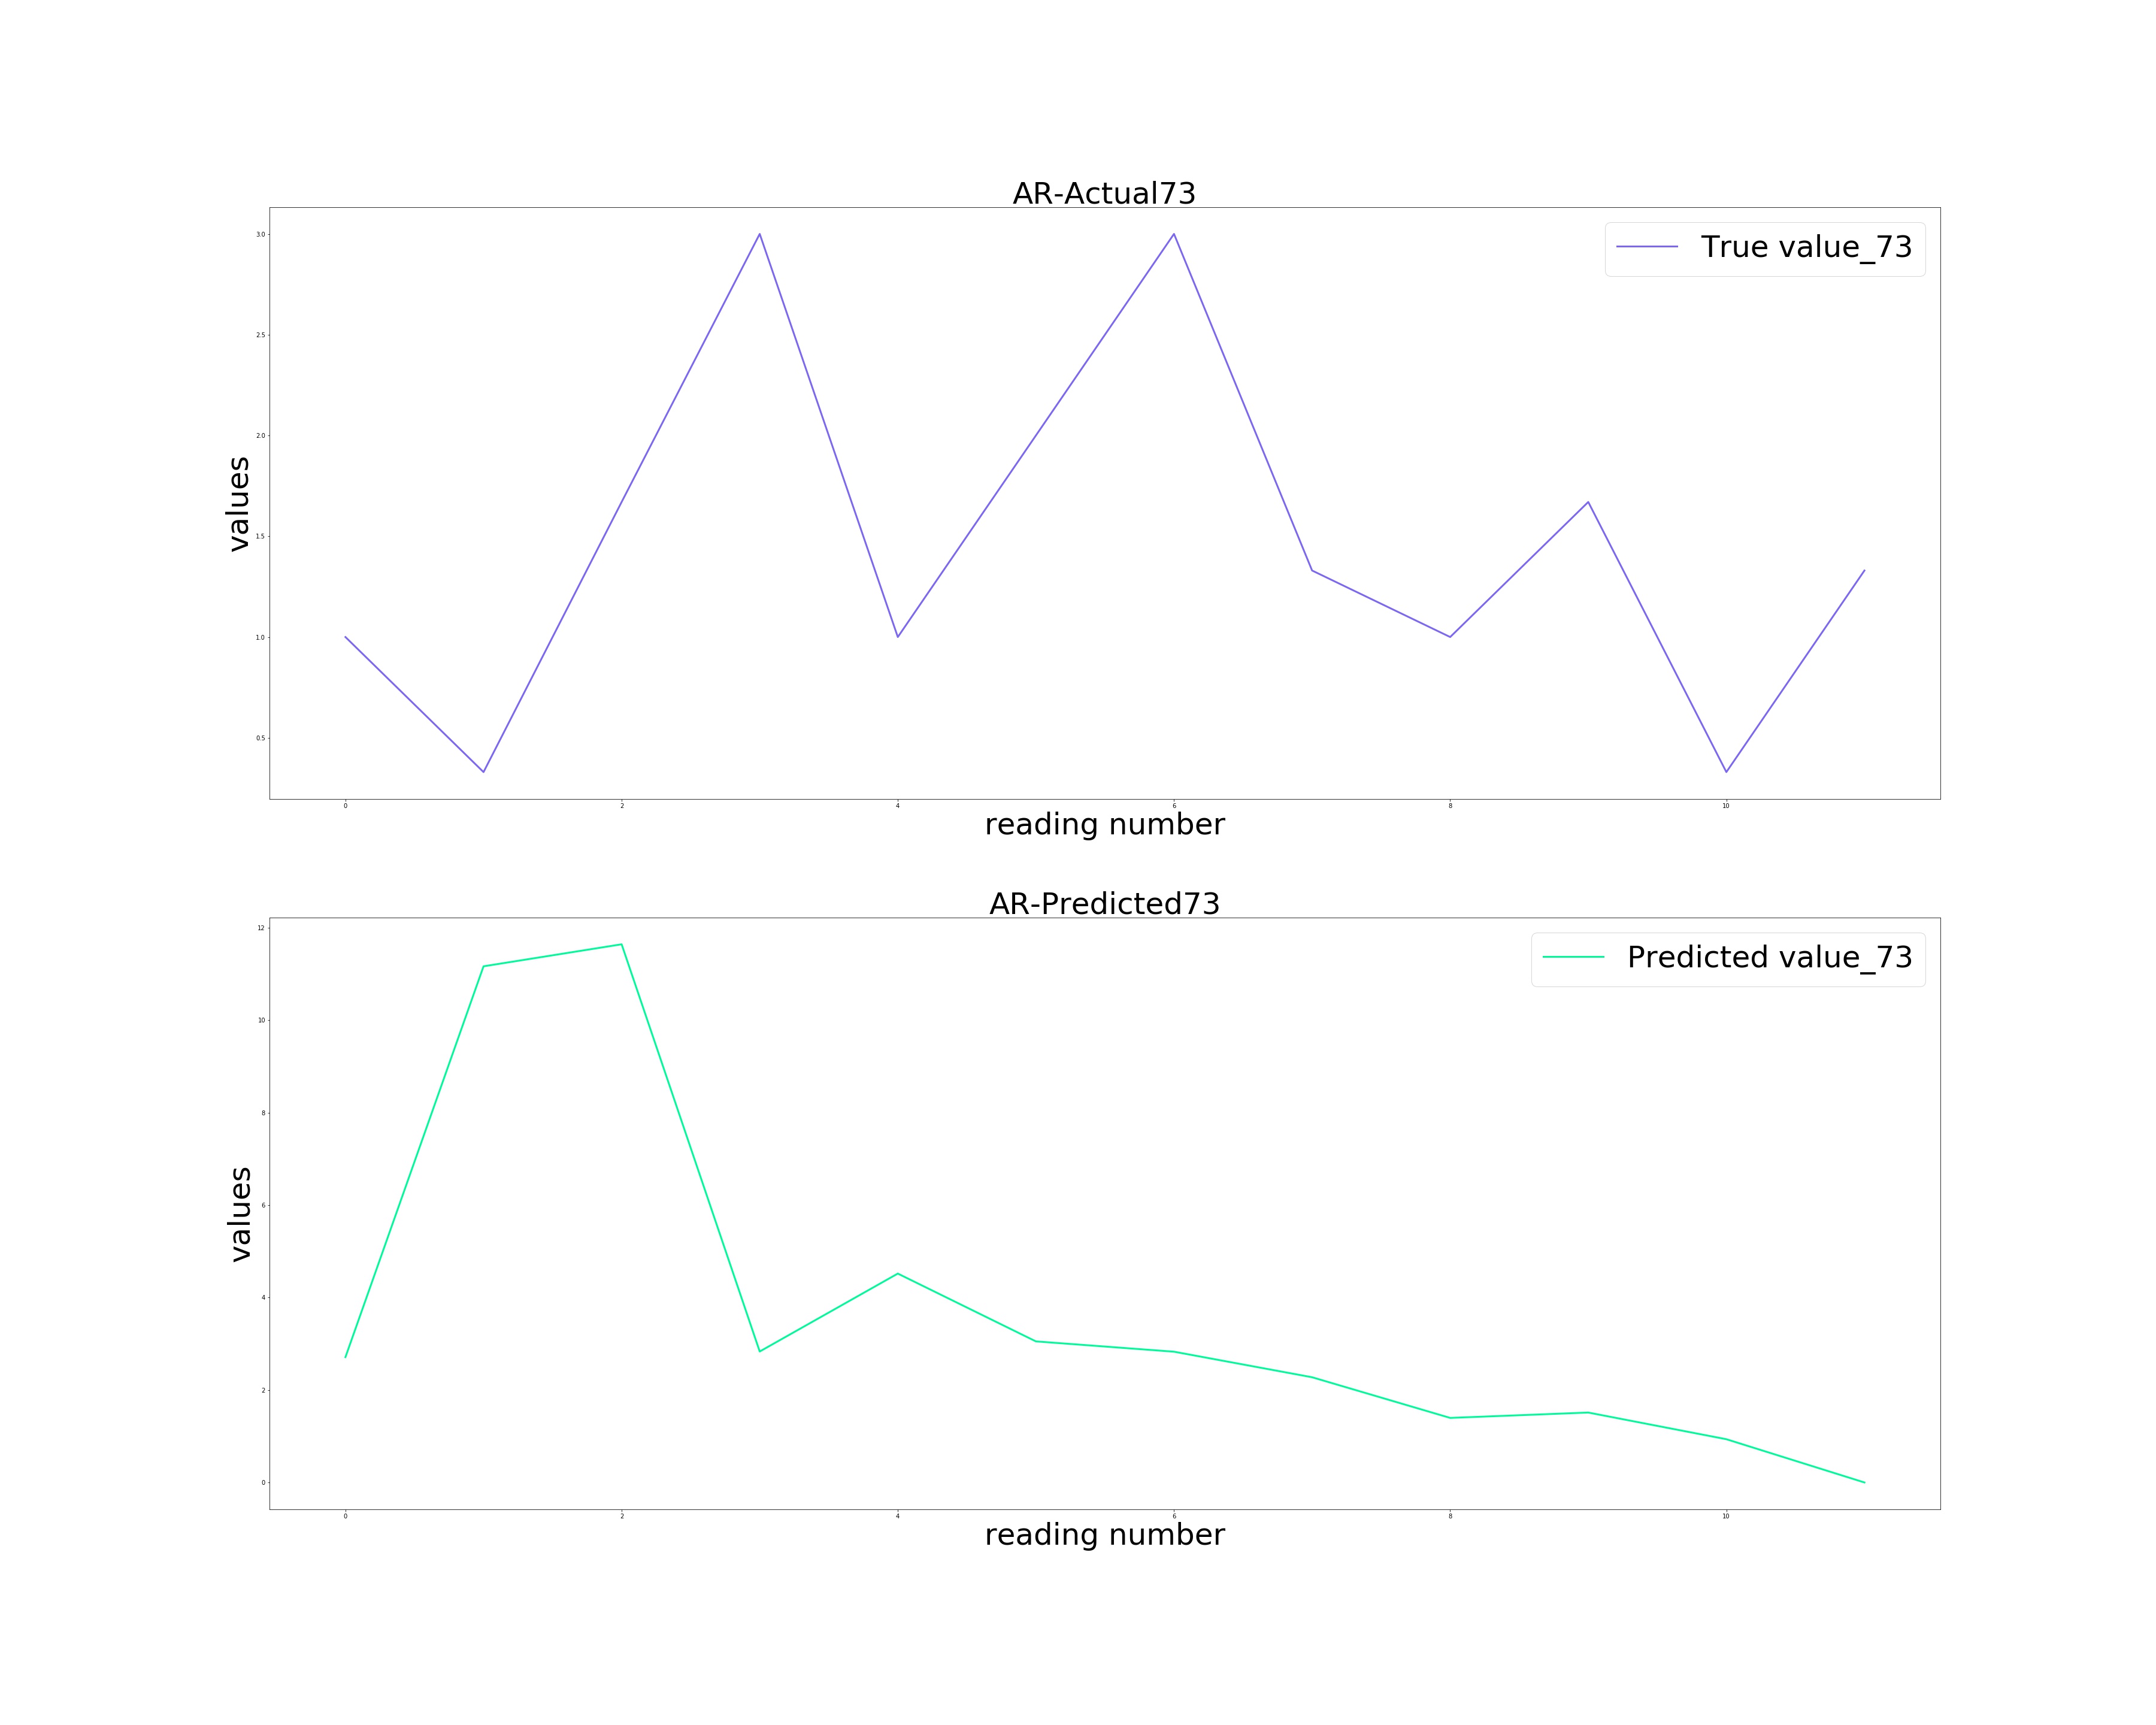 AR-Actual73
True value_73
values
3.0
2.5
2.0
1.5
1.0
0.5
0 2 4 6 8 10
reading number
AR-Predicted73
Predicted value_73
values
12
10
8
6
4
2
0
0 2 4 6 8 10
reading number